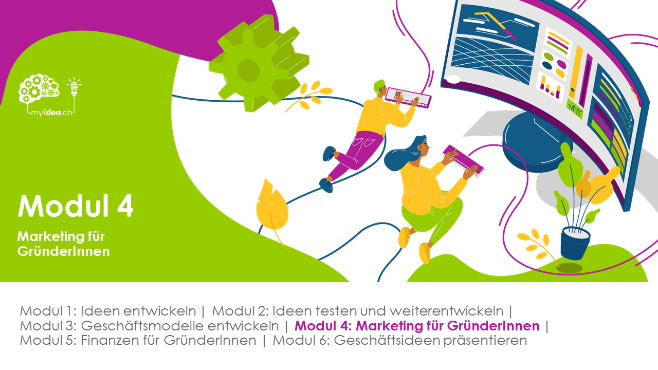 myidea.ch
Modul 4
Marketing für
GründerInnen
Modul 1: Ideen entwickeln | Modul 2: Ideen testen und weiterentwickeln |
Modul 3: Geschäftsmodelle entwickeln | Modul 4: Marketing für GründerInnen |
Modul 5: Finanzen für GründerInnen | Modul 6: Geschäftsideen präsentieren